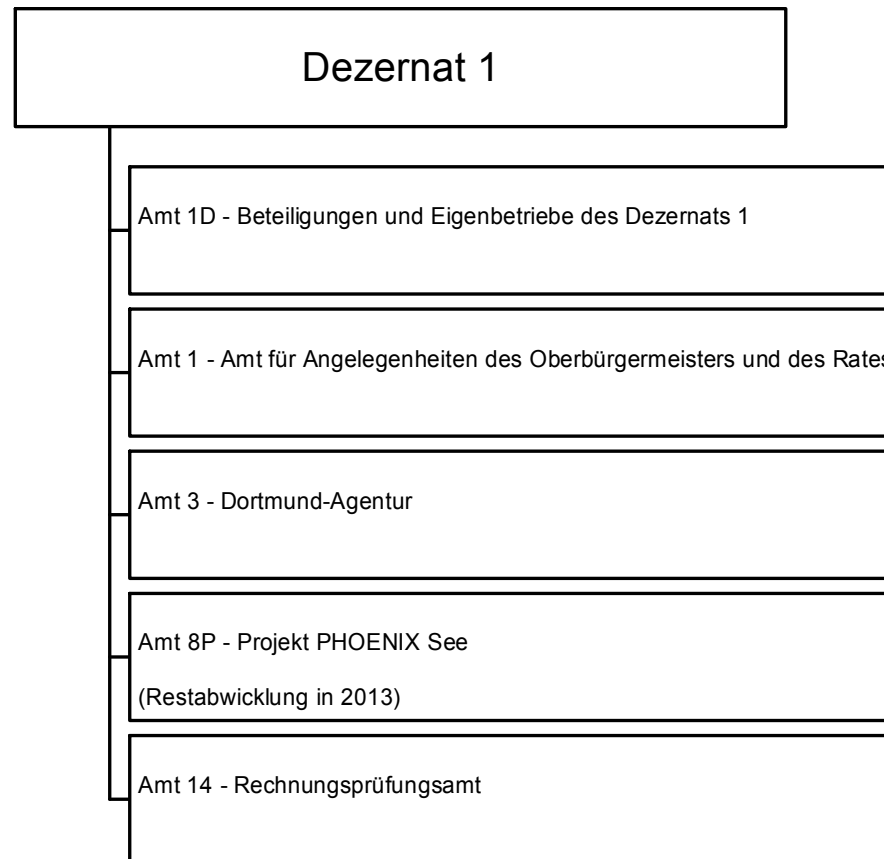 Dezernat 1
Amt 1D - Beteiligungen und Eigenbetriebe des Dezernats 1
Amt 1 - Amt für Angelegenheiten des Oberbürgermeisters und des Rates
Amt 3 - Dortmund-Agentur
Amt 8P - Projekt PHOENIX See
(Restabwicklung in 2013)
Amt 14 - Rechnungsprüfungsamt